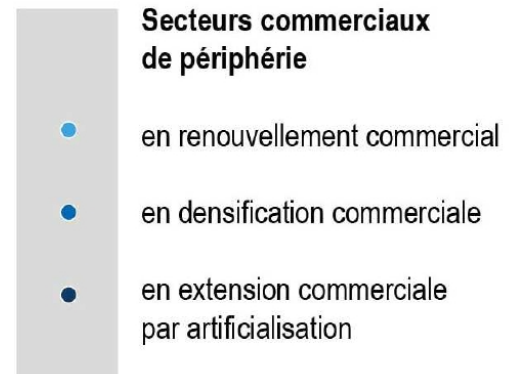 Secteurs commerciaux
de périphérie
en renouvellement commercial
en densification commerciale
en extension commerciale
par artificialisation